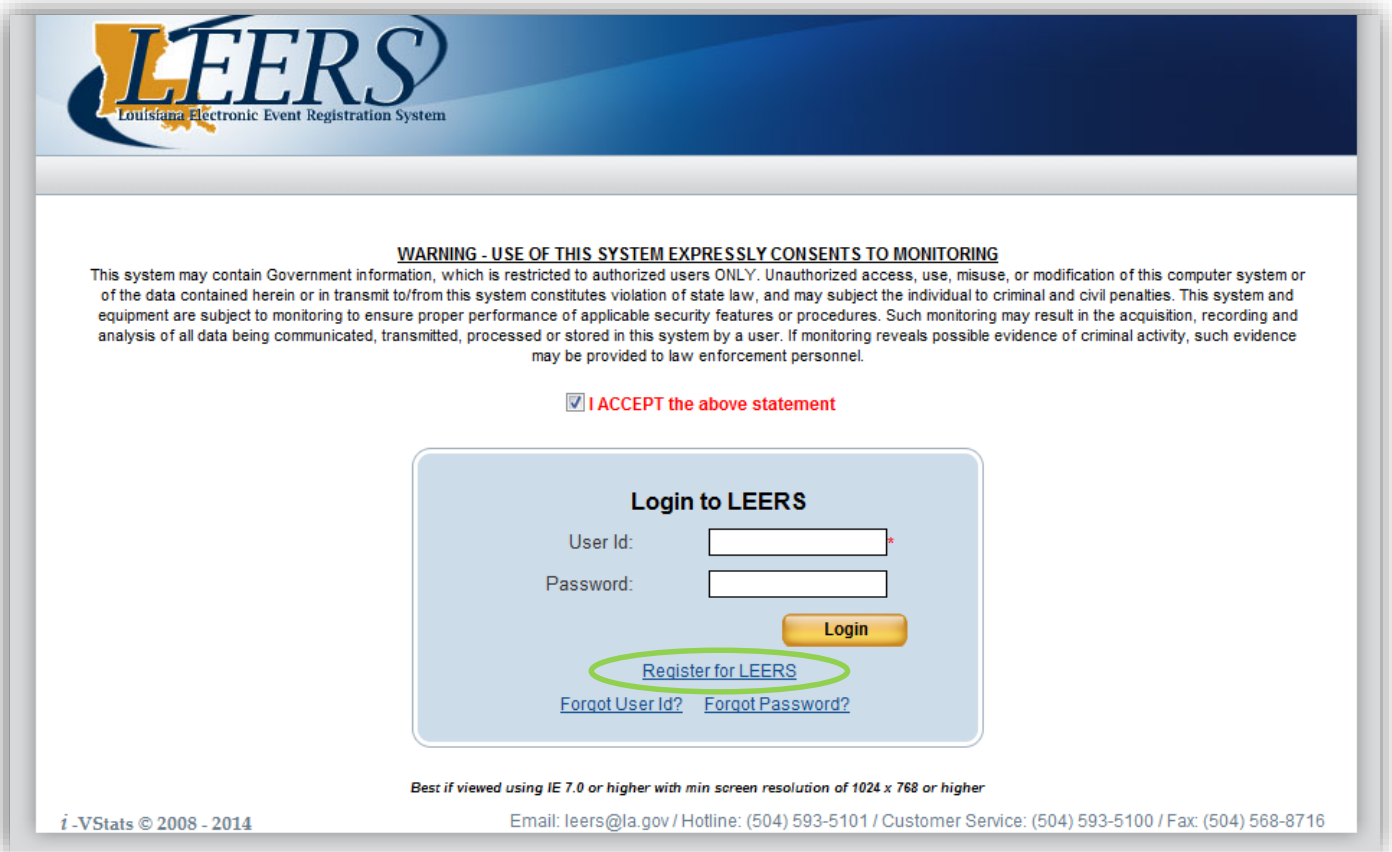 LEERS
Louisiana Electronic Event Registration System
WARNING - USE OF THIS SYSTEM EXPRESSLY CONSENTS TO MONITORING
This system may contain Government information, which is restricted to authorized users ONLY. Unauthorized access, use, misuse, or modification of this computer system or
of the data contained herein or in transmit to/from this system constitutes violation of state law, and may subject the individual to criminal and civil penalties. This system and
equipment are subject to monitoring to ensure proper performance of applicable security features or procedures. Such monitoring may result in the acquisition, recording and
analysis of all data being communicated, transmitted, processed or stored in this system by a user. If monitoring reveals possible evidence of criminal activity, such evidence
may be provided to law enforcement personnel.
I ACCEPT the above statement
Login to LEERS
User Id: *
Password:
Login
Register for LEERS
Forgot User Id? Forgot Password?
Best if viewed using IE 7.0 or higher with min screen resolution of 1024 x 768 or higher
i -VStats © 2008 - 2014 Email: leers@la.gov / Hotline: (504) 593-5101 / Customer Service: (504) 593-5100 / Fax: (504) 568-8716